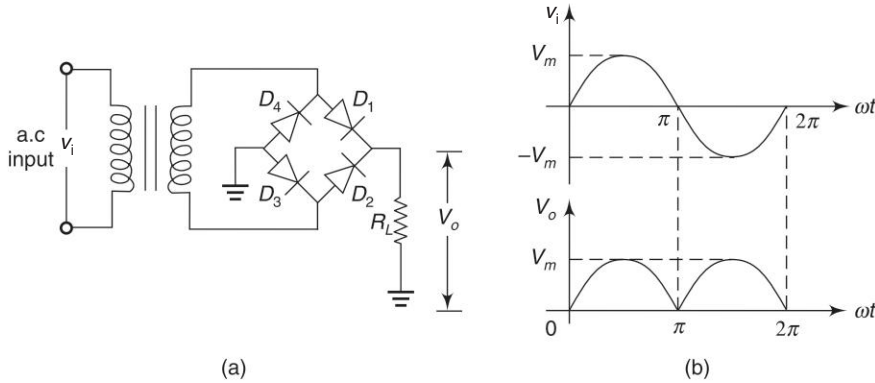 a.c
input
v_i
D_4
D_1
D_3
D_2
R_L
V_o
(a)
v_i
V_m
π
2π
ωt
−V_m
V_o
V_m
0
π
2π
ωt
(b)